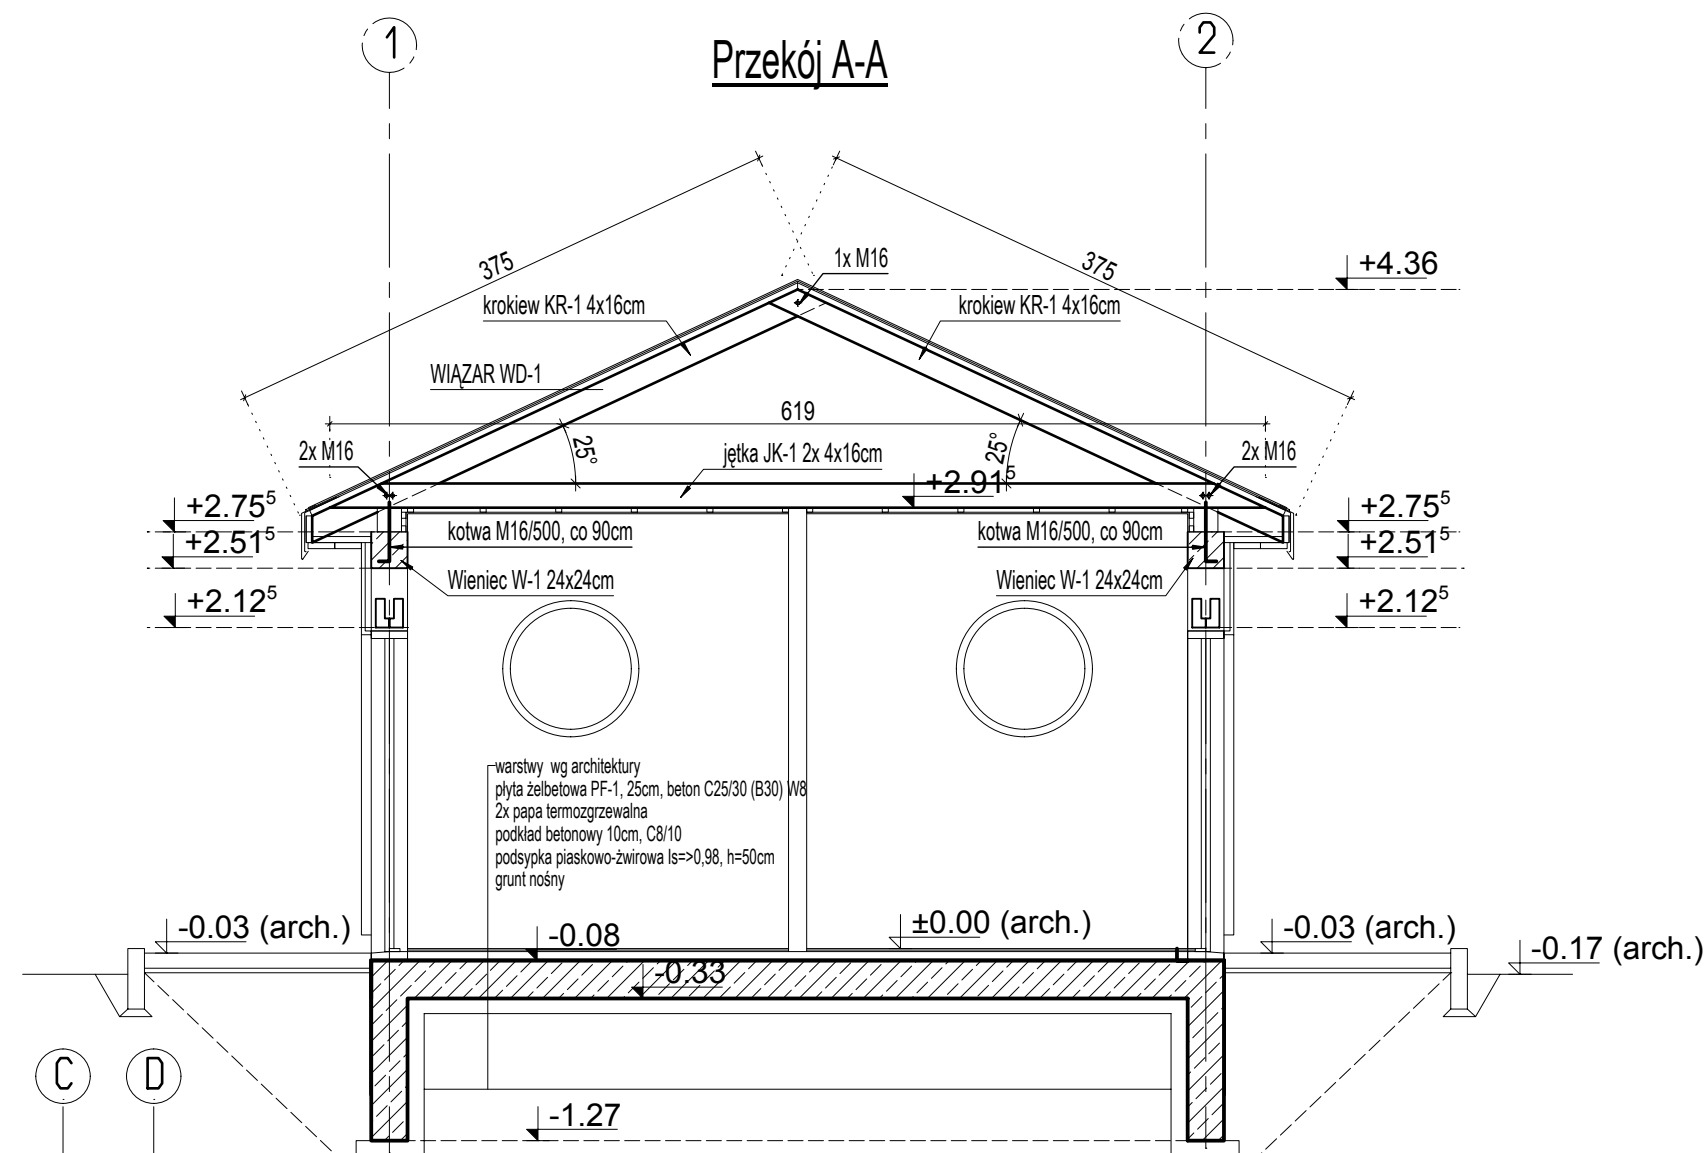 1
2
Przekój A-A
375
375
1x M16
+4.36
krokiew KR-1 4x16cm
krokiew KR-1 4x16cm
WIĄZAR WD-1
619
25°
25°
2x M16
jętka JK-1 2x 4x16cm
2x M16
+2.91⁵
+2.75⁵
+2.75⁵
kotwa M16/500, co 90cm
kotwa M16/500, co 90cm
+2.51⁵
+2.51⁵
Wieniec W-1 24x24cm
Wieniec W-1 24x24cm
+2.12⁵
+2.12⁵
warstwy wg architektury
płyta żelbetowa PF-1, 25cm, beton C25/30 (B30) W8
2x papa termozgrzewalna
podkład betonowy 10cm, C8/10
podsypka piaskowo-żwirowa Is=>0,98, h=50cm
grunt nośny
-0.03 (arch.)
-0.08
±0.00 (arch.)
-0.03 (arch.)
-0.17 (arch.)
-0.33
C
D
-1.27